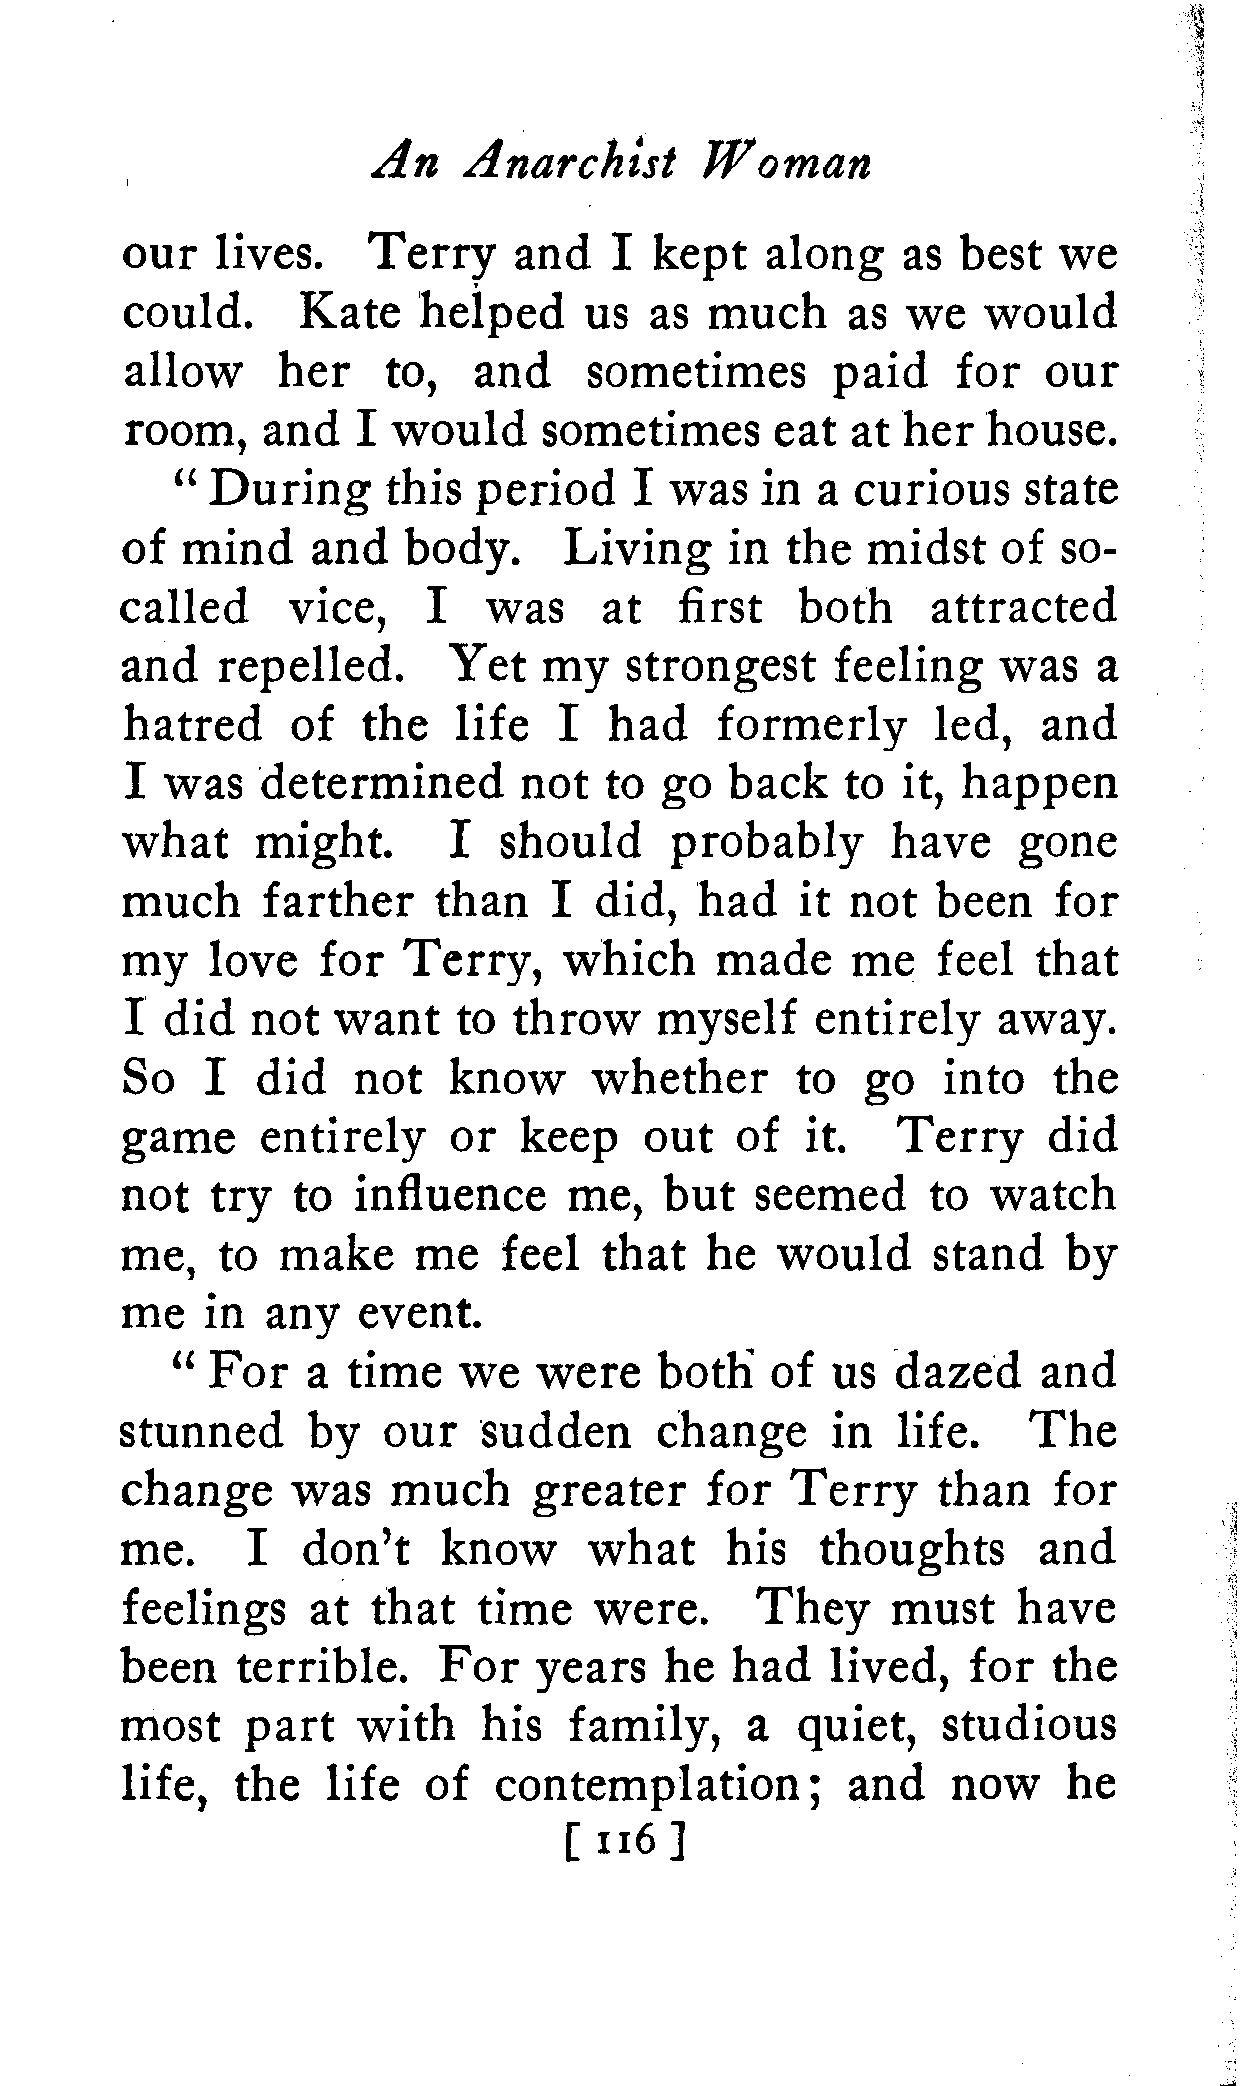 An Anarchist Woman
our lives. Terry and I kept along as best we
could. Kate helped us as much as we would
allow her to, and sometimes paid for our
room, and I would sometimes eat at her house.
“ During this period I was in a curious state
of mind and body. Living in the midst of so-
called vice, I was at first both attracted
and repelled. Yet my strongest feeling was a
hatred of the life I had formerly led, and
I was determined not to go back to it, happen
what might. I should probably have gone
much farther than I did, had it not been for
my love for Terry, which made me feel that
I did not want to throw myself entirely away.
So I did not know whether to go into the
game entirely or keep out of it. Terry did
not try to influence me, but seemed to watch
me, to make me feel that he would stand by
me in any event.
“ For a time we were both of us dazed and
stunned by our sudden change in life. The
change was much greater for Terry than for
me. I don't know what his thoughts and
feelings at that time were. They must have
been terrible. For years he had lived, for the
most part with his family, a quiet, studious
life, the life of contemplation; and now he
[ 116 ]